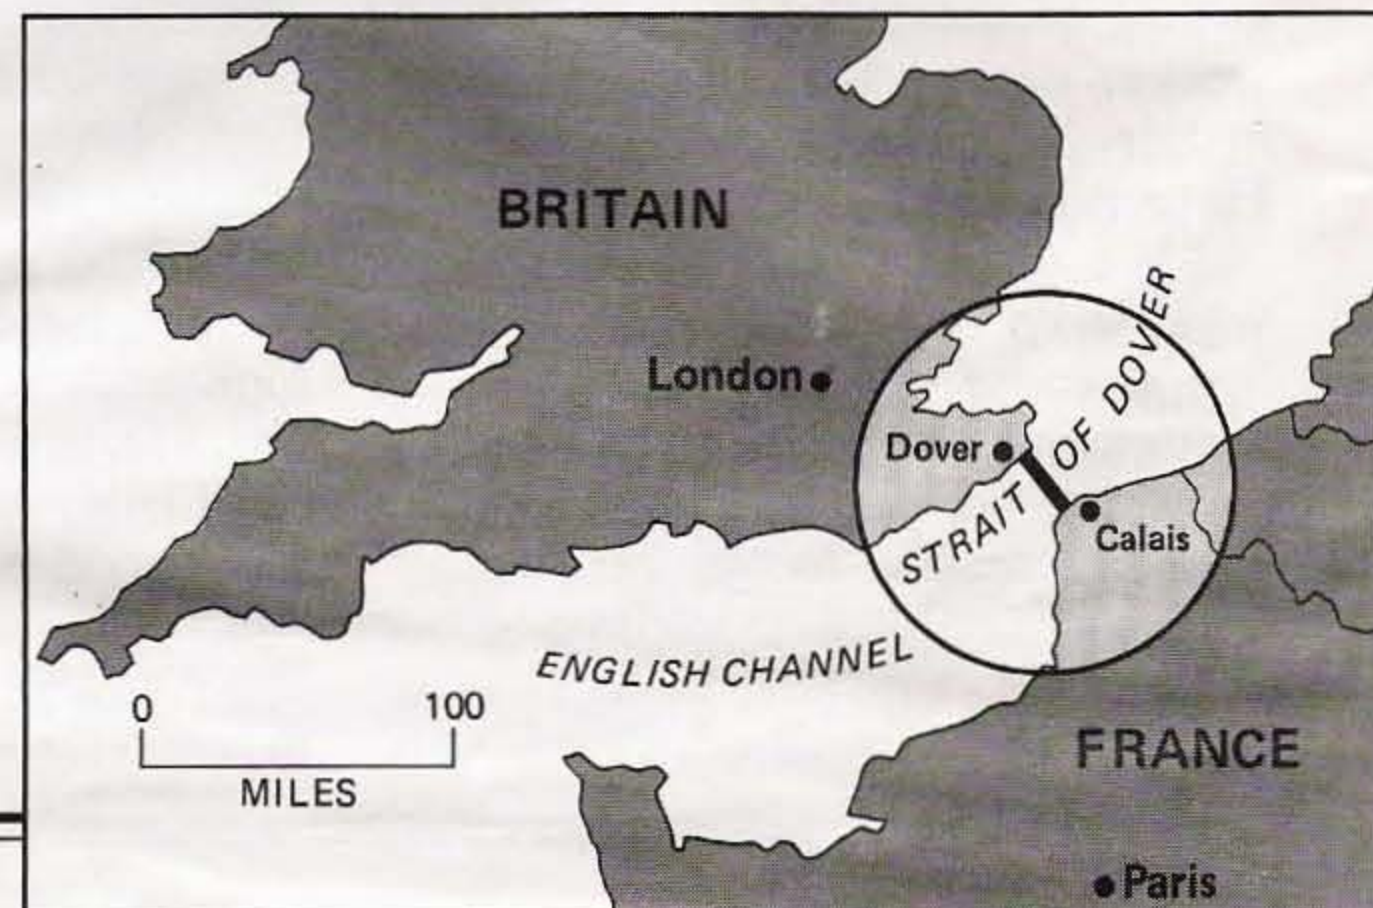 BRITAIN
London
Dover
STRAIT OF DOVER
Calais
ENGLISH CHANNEL
0 100
MILES
FRANCE
Paris